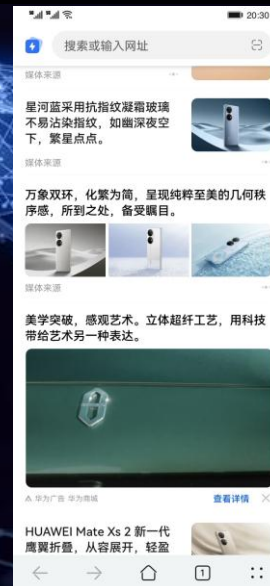 20:30
搜索或输入网址
媒体来源
星河蓝采用抗指纹凝霜玻璃
不易沾染指纹，如幽深夜空
下，繁星点点。
媒体来源
万象双环，化繁为简，呈现纯粹至美的几何秩
序感，所到之处，备受瞩目。
媒体来源
美学突破，感观艺术。立体超纤工艺，用科技
带给艺术另一种表达。
华为广告 华为商城
查看详情
HUAWEI Mate Xs 2 新一代
鹰翼折叠，从容展开，轻盈
1